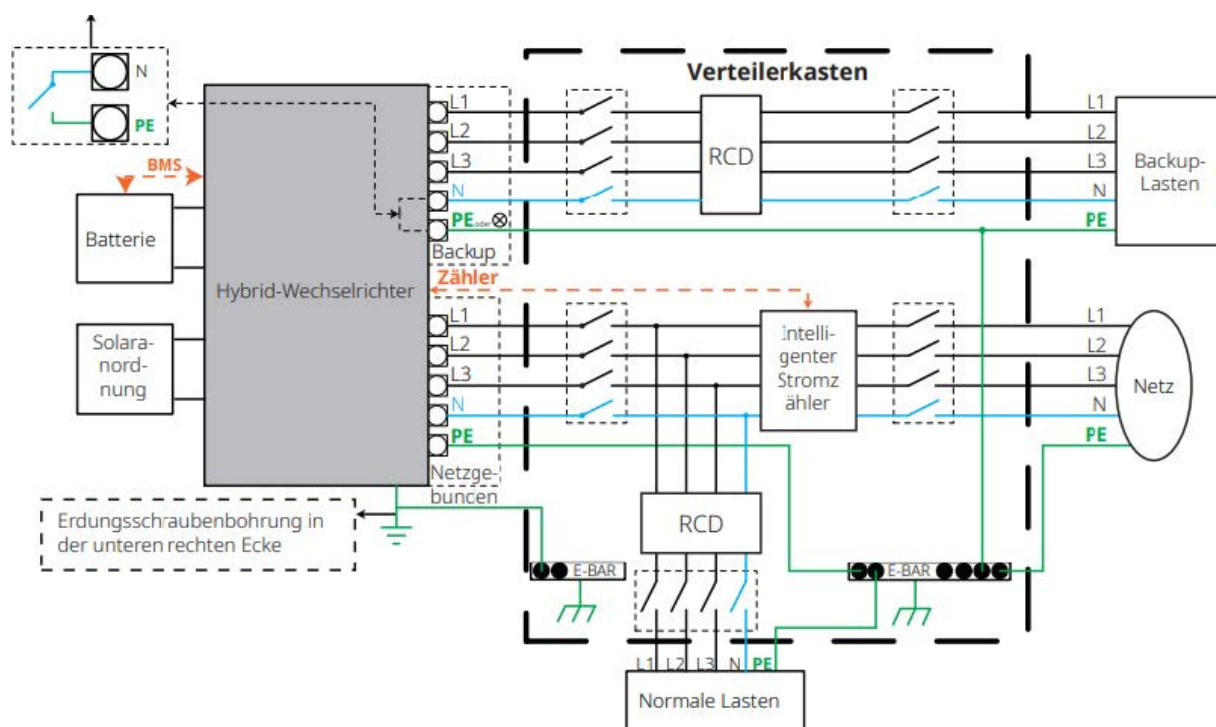 Verteilerkasten
N
PE
BMS
Batterie
Solara-
nord-
nung
Hybrid-Wechselrichter
L1
L2
L3
N
PE oder
Backup
Zähler
L1
L2
L3
N
PE
Netzge-
buncen
RCD
L1
L2
L3
N
PE
Backup-
Lasten
Intelli-
genter
Stromz
ähler
L1
L2
L3
N
PE
Netz
Erdungsschraubenbohrung in
der unteren rechten Ecke
RCD
E-BAR
E-BAR
L1 L2 L3 N PE
Normale Lasten